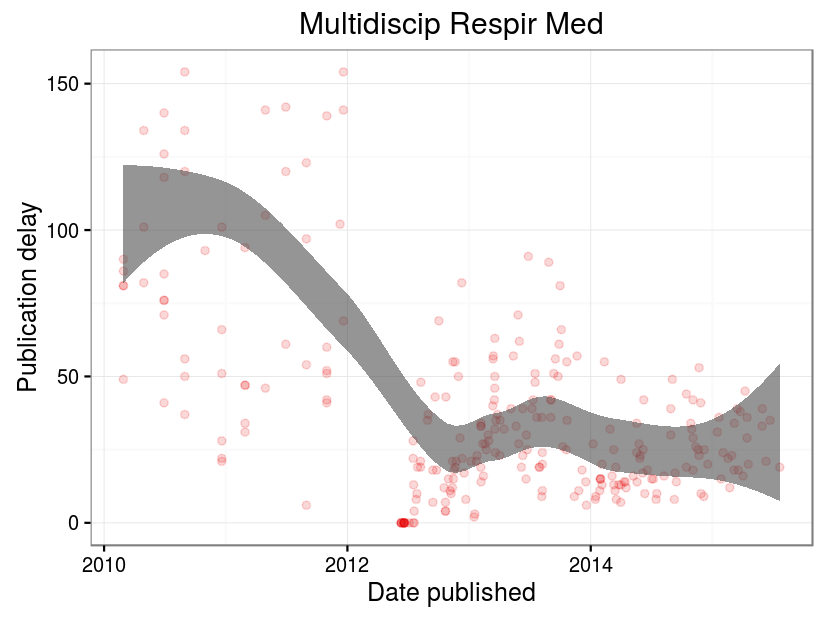 Multidiscip Respir Med
Publication delay
150
100
50
0
2010
2012
2014
Date published